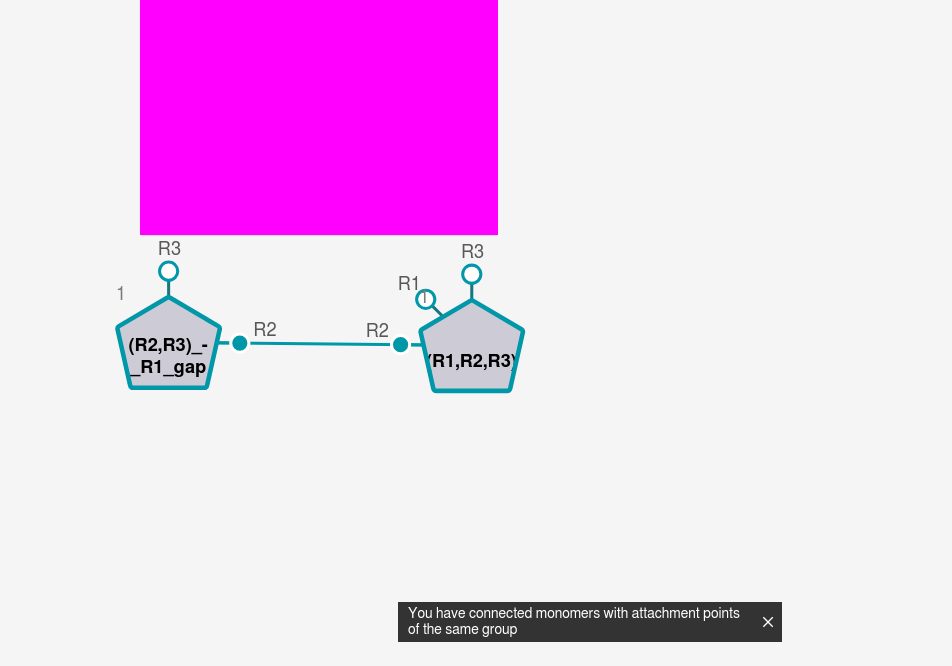 R3
R3
1
R1
1
R2
R2
(R2,R3)_-
_R1_gap
(R1,R2,R3)
You have connected monomers with attachment points
of the same group